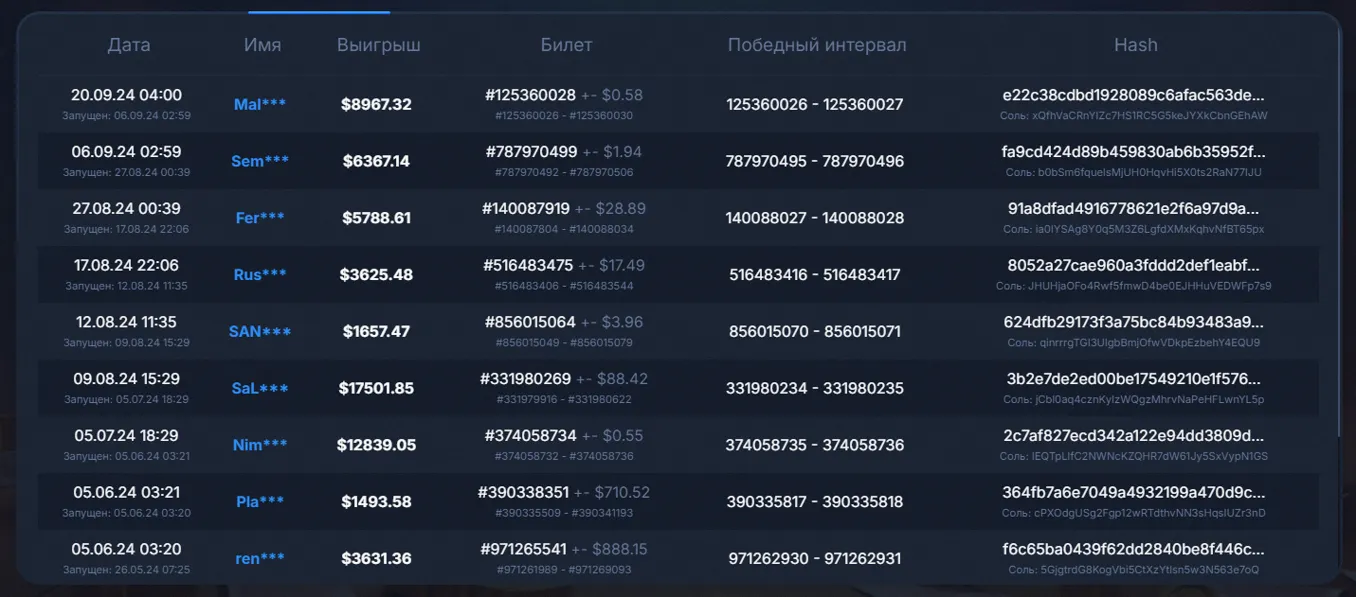 Дата Имя Выигрыш Билет Победный интервал Hash
20.09.24 04:00 Mal*** $8967.32 #125360028 +- $0.58 125360026 - 125360027 e22c38cdbd1928089c6afac563de...
Запущен: 06.09.24 02:59 #125360026 - #125360030 Соль: xQfhVaCRnYIZc7HS1RC5G5keJYXkCbnGEhAW
06.09.24 02:59 Sem*** $6367.14 #787970499 +- $1.94 787970495 - 787970496 fa9cd424d89b459830ab6b35952f...
Запущен: 27.08.24 00:39 #787970492 - #787970506 Соль: b0bSm6fquelsMjUH0HqvHi5X0ts2RaN77IJU
27.08.24 00:39 Fer*** $5788.61 #140087919 +- $28.89 140088027 - 140088028 91a8dfad4916778621e2f6a97d9a...
Запущен: 17.08.24 22:06 #140087804 - #140088034 Соль: ia0IYSAg8Y0q5M3Z6LgfdXMxKqhvNfBT65px
17.08.24 22:06 Rus*** $3625.48 #516483475 +- $17.49 516483416 - 516483417 8052a27cae960a3fddd2def1eabf...
Запущен: 12.08.24 11:35 #516483406 - #516483544 Соль: JHUHjaOFo4Rwf5fmwD4be0EJHHuVEDWFp7s9
12.08.24 11:35 SAN*** $1657.47 #856015064 +- $3.96 856015070 - 856015071 624dfb29173f3a75bc84b93483a9...
Запущен: 09.08.24 15:29 #856015049 - #856015079 Соль: qinrrrgTGI3UIgbBmjOfwVDkpEzbehY4EQU9
09.08.24 15:29 SaL*** $17501.85 #331980269 +- $88.42 331980234 - 331980235 3b2e7de2ed00be17549210e1f576...
Запущен: 05.07.24 18:29 #331979916 - #331980622 Соль: jCbI0aq4cznKyIzWQgzMhrvNaPeHFLwnYL5p
05.07.24 18:29 Nim*** $12839.05 #374058734 +- $0.55 374058735 - 374058736 2c7af827ecd342a122e94dd3809d...
Запущен: 05.06.24 03:21 #374058732 - #374058736 Соль: IEQTpLIfC2NWNcKZQHR7dW61Jy5SxVypN1GS
05.06.24 03:21 Pla*** $1493.58 #390338351 +- $710.52 390335817 - 390335818 364fb7a6e7049a4932199a470d9c...
Запущен: 05.06.24 03:20 #390335509 - #390341193 Соль: cPXOdgUSg2Fgp12wRTdthvNN3sHqsIUZr3nD
05.06.24 03:20 ren*** $3631.36 #971265541 +- $888.15 971262930 - 971262931 f6c65ba0439f62dd2840be8f446c...
Запущен: 26.05.24 07:25 #971261989 - #971269093 Соль: 5GjgtrdG8KogVbi5CtXzYtIsn5w3N563e7oQ